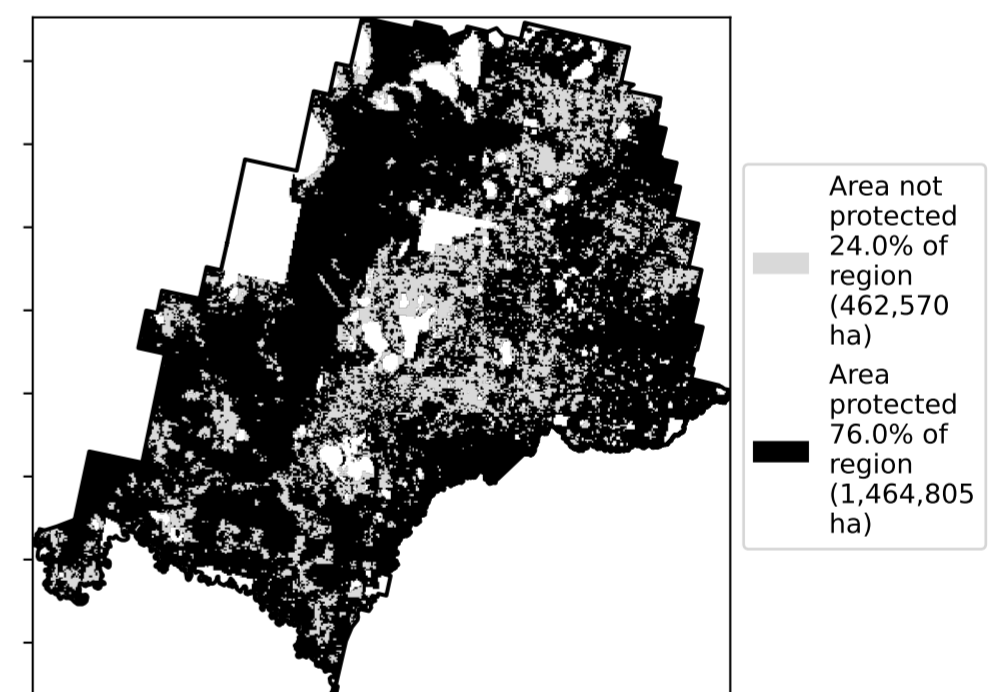 Area not
protected
24.0% of
region
(462,570
ha)
Area
protected
76.0% of
region
(1,464,805
ha)